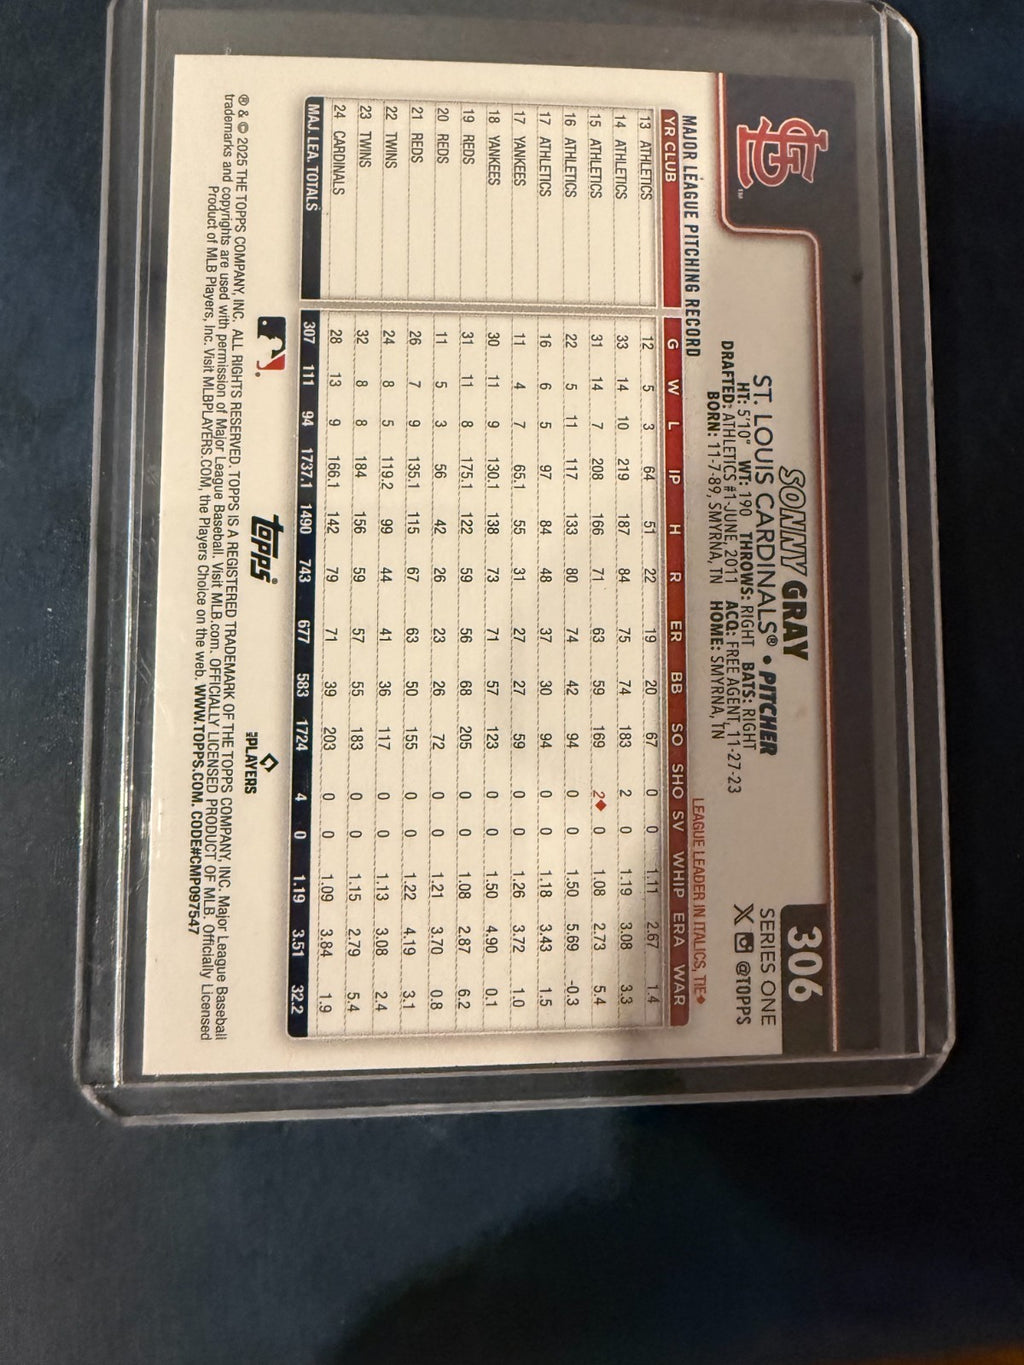 STL™
306
SERIES ONE
X @TOPPS
SONNY GRAY
ST. LOUIS CARDINALS® • PITCHER
HT: 5'10" WT: 190 THROWS: RIGHT BATS: RIGHT
DRAFTED: ATHLETICS #1-JUNE, 2011 ACQ: FREE AGENT, 11-27-23
BORN: 11-7-89, SMYRNA, TN HOME: SMYRNA, TN
MAJOR LEAGUE PITCHING RECORD LEAGUE LEADER IN ITALICS, TIE◆
YR CLUB G W L IP H R ER BB SO SHO SV WHIP ERA WAR
13 ATHLETICS 12 5 3 64 51 22 19 20 67 0 0 1.11 2.67 1.4
14 ATHLETICS 33 14 10 219 187 84 75 74 183 2 0 1.19 3.08 3.3
15 ATHLETICS 31 14 7 208 166 71 63 59 169 2◆ 0 1.08 2.73 5.4
16 ATHLETICS 22 5 11 117 133 80 74 42 94 0 0 1.50 5.69 -0.3
17 ATHLETICS 16 6 5 97 84 48 37 30 94 0 0 1.18 3.43 1.5
17 YANKEES 11 4 7 65.1 55 31 27 27 59 0 0 1.26 3.72 1.0
18 YANKEES 30 11 9 130.1 138 73 71 57 123 0 0 1.50 4.90 0.1
19 REDS 31 11 8 175.1 122 59 56 68 205 0 0 1.08 2.87 6.2
20 REDS 11 5 3 56 42 26 23 26 72 0 0 1.21 3.70 0.8
21 REDS 26 7 9 135.1 115 67 63 50 155 0 0 1.22 4.19 3.1
22 TWINS 24 8 5 119.2 99 44 41 36 117 0 0 1.13 3.08 2.4
23 TWINS 32 8 8 184 156 59 57 55 183 0 0 1.15 2.79 5.4
24 CARDINALS 28 13 9 166.1 142 79 71 39 203 0 0 1.09 3.84 1.9
MAJ. LEA. TOTALS 307 111 94 1737.1 1490 743 677 583 1724 4 0 1.19 3.51 32.2
topps® MLB PLAYERS
® & © 2025 THE TOPPS COMPANY, INC. ALL RIGHTS RESERVED. TOPPS IS A REGISTERED TRADEMARK OF THE TOPPS COMPANY, INC. Major League Baseball
trademarks and copyrights are used with permission of Major League Baseball. Visit MLB.com. OFFICIALLY LICENSED PRODUCT OF MLB. Officially Licensed
Product of MLB Players, Inc. Visit MLBPLAYERS.COM, the Players Choice on the web. WWW.TOPPS.COM. CODE#CMP097547